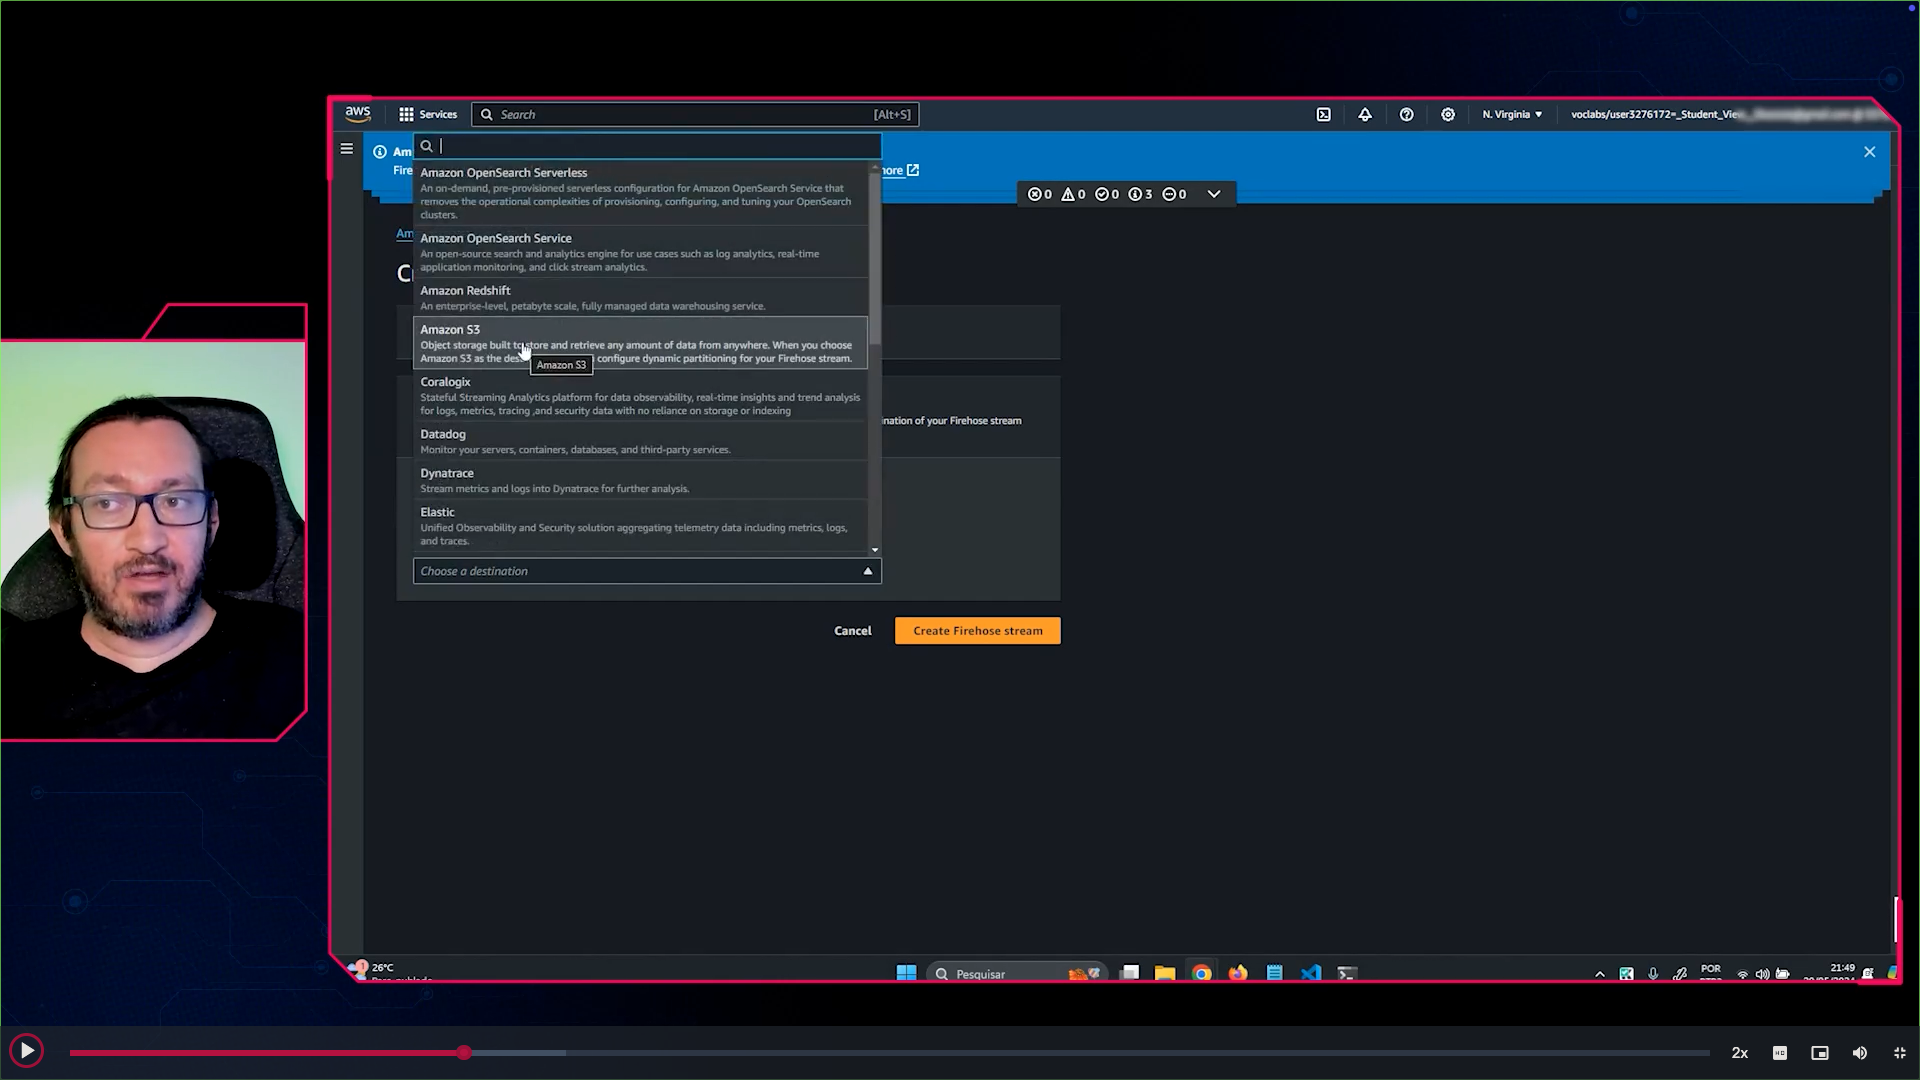 aws
Services
Search
[Alt+S]
N. Virginia ▼
voclabs/user3276172=_Student_Vie
Am
Fire
ore
0 0 0 3 0
Am
C
Amazon OpenSearch Serverless
An on-demand, pre-provisioned serverless configuration for Amazon OpenSearch Service that
removes the operational complexities of provisioning, configuring, and tuning your OpenSearch
clusters.
Amazon OpenSearch Service
An open-source search and analytics engine for use cases such as log analytics, real-time
application monitoring, and click stream analytics.
Amazon Redshift
An enterprise-level, petabyte scale, fully managed data warehousing service.
Amazon S3
Object storage built to store and retrieve any amount of data from anywhere. When you choose
Amazon S3 as the des configure dynamic partitioning for your Firehose stream.
Amazon S3
Coralogix
Stateful Streaming Analytics platform for data observability, real-time insights and trend analysis
for logs, metrics, tracing ,and security data with no reliance on storage or indexing
nation of your Firehose stream
Datadog
Monitor your servers, containers, databases, and third-party services.
Dynatrace
Stream metrics and logs into Dynatrace for further analysis.
Elastic
Unified Observability and Security solution aggregating telemetry data including metrics, logs,
and traces.
Choose a destination
Cancel
Create Firehose stream
1
26°C
Pesquisar
POR
21:49
2x
HD